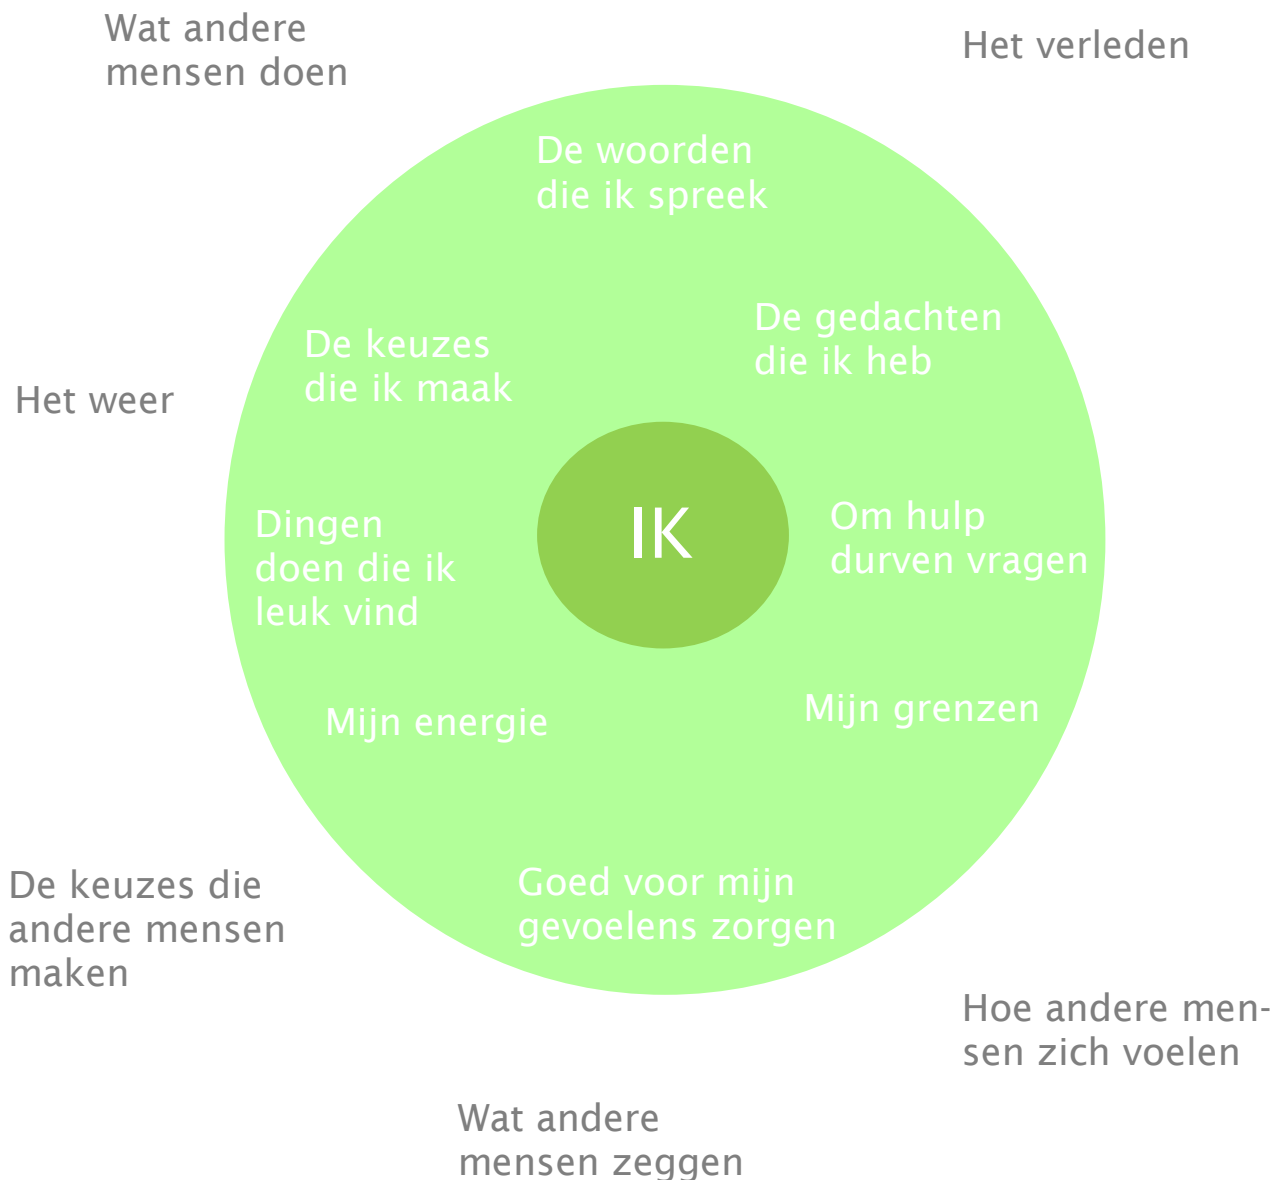 Wat andere
mensen doen
Het verleden
De woorden
die ik spreek
De gedachten
die ik heb
De keuzes
die ik maak
Het weer
IK
Om hulp
durven vragen
Dingen
doen die ik
leuk vind
Mijn grenzen
Mijn energie
Goed voor mijn
gevoelens zorgen
De keuzes die
andere mensen
maken
Hoe andere men-
sen zich voelen
Wat andere
mensen zeggen